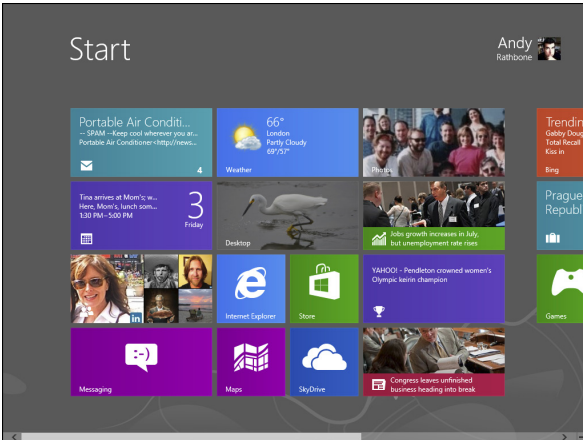 Start
Andy
Rathbone
Portable Air Conditi...
-- SPAM --Keep cool wherever you ar...
Portable Air Conditioner<http://news...
4
66°
London
Partly Cloudy
69°/57°
Weather
Photos
Trendin
Gabby Doug
Total Recall
Kiss in
Bing
Tina arrives at Mom's; w...
Here, Mom's, lunch som...
1:30 PM–5:00 PM
3
Friday
Desktop
Jobs growth increases in July,
but unemployment rate rises
Prague
Republ
in
Internet Explorer
Store
YAHOO! - Pendleton crowned women's
Olympic keirin champion
Games
:-)
Messaging
Maps
SkyDrive
Congress leaves unfinished
business heading into break